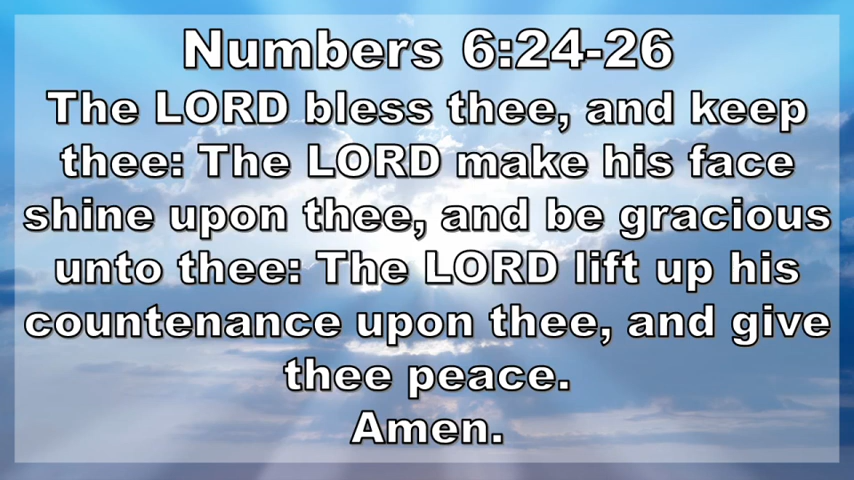 Numbers 6:24-26
The LORD bless thee, and keep
thee: The LORD make his face
shine upon thee, and be gracious
unto thee: The LORD lift up his
countenance upon thee, and give
thee peace.
Amen.